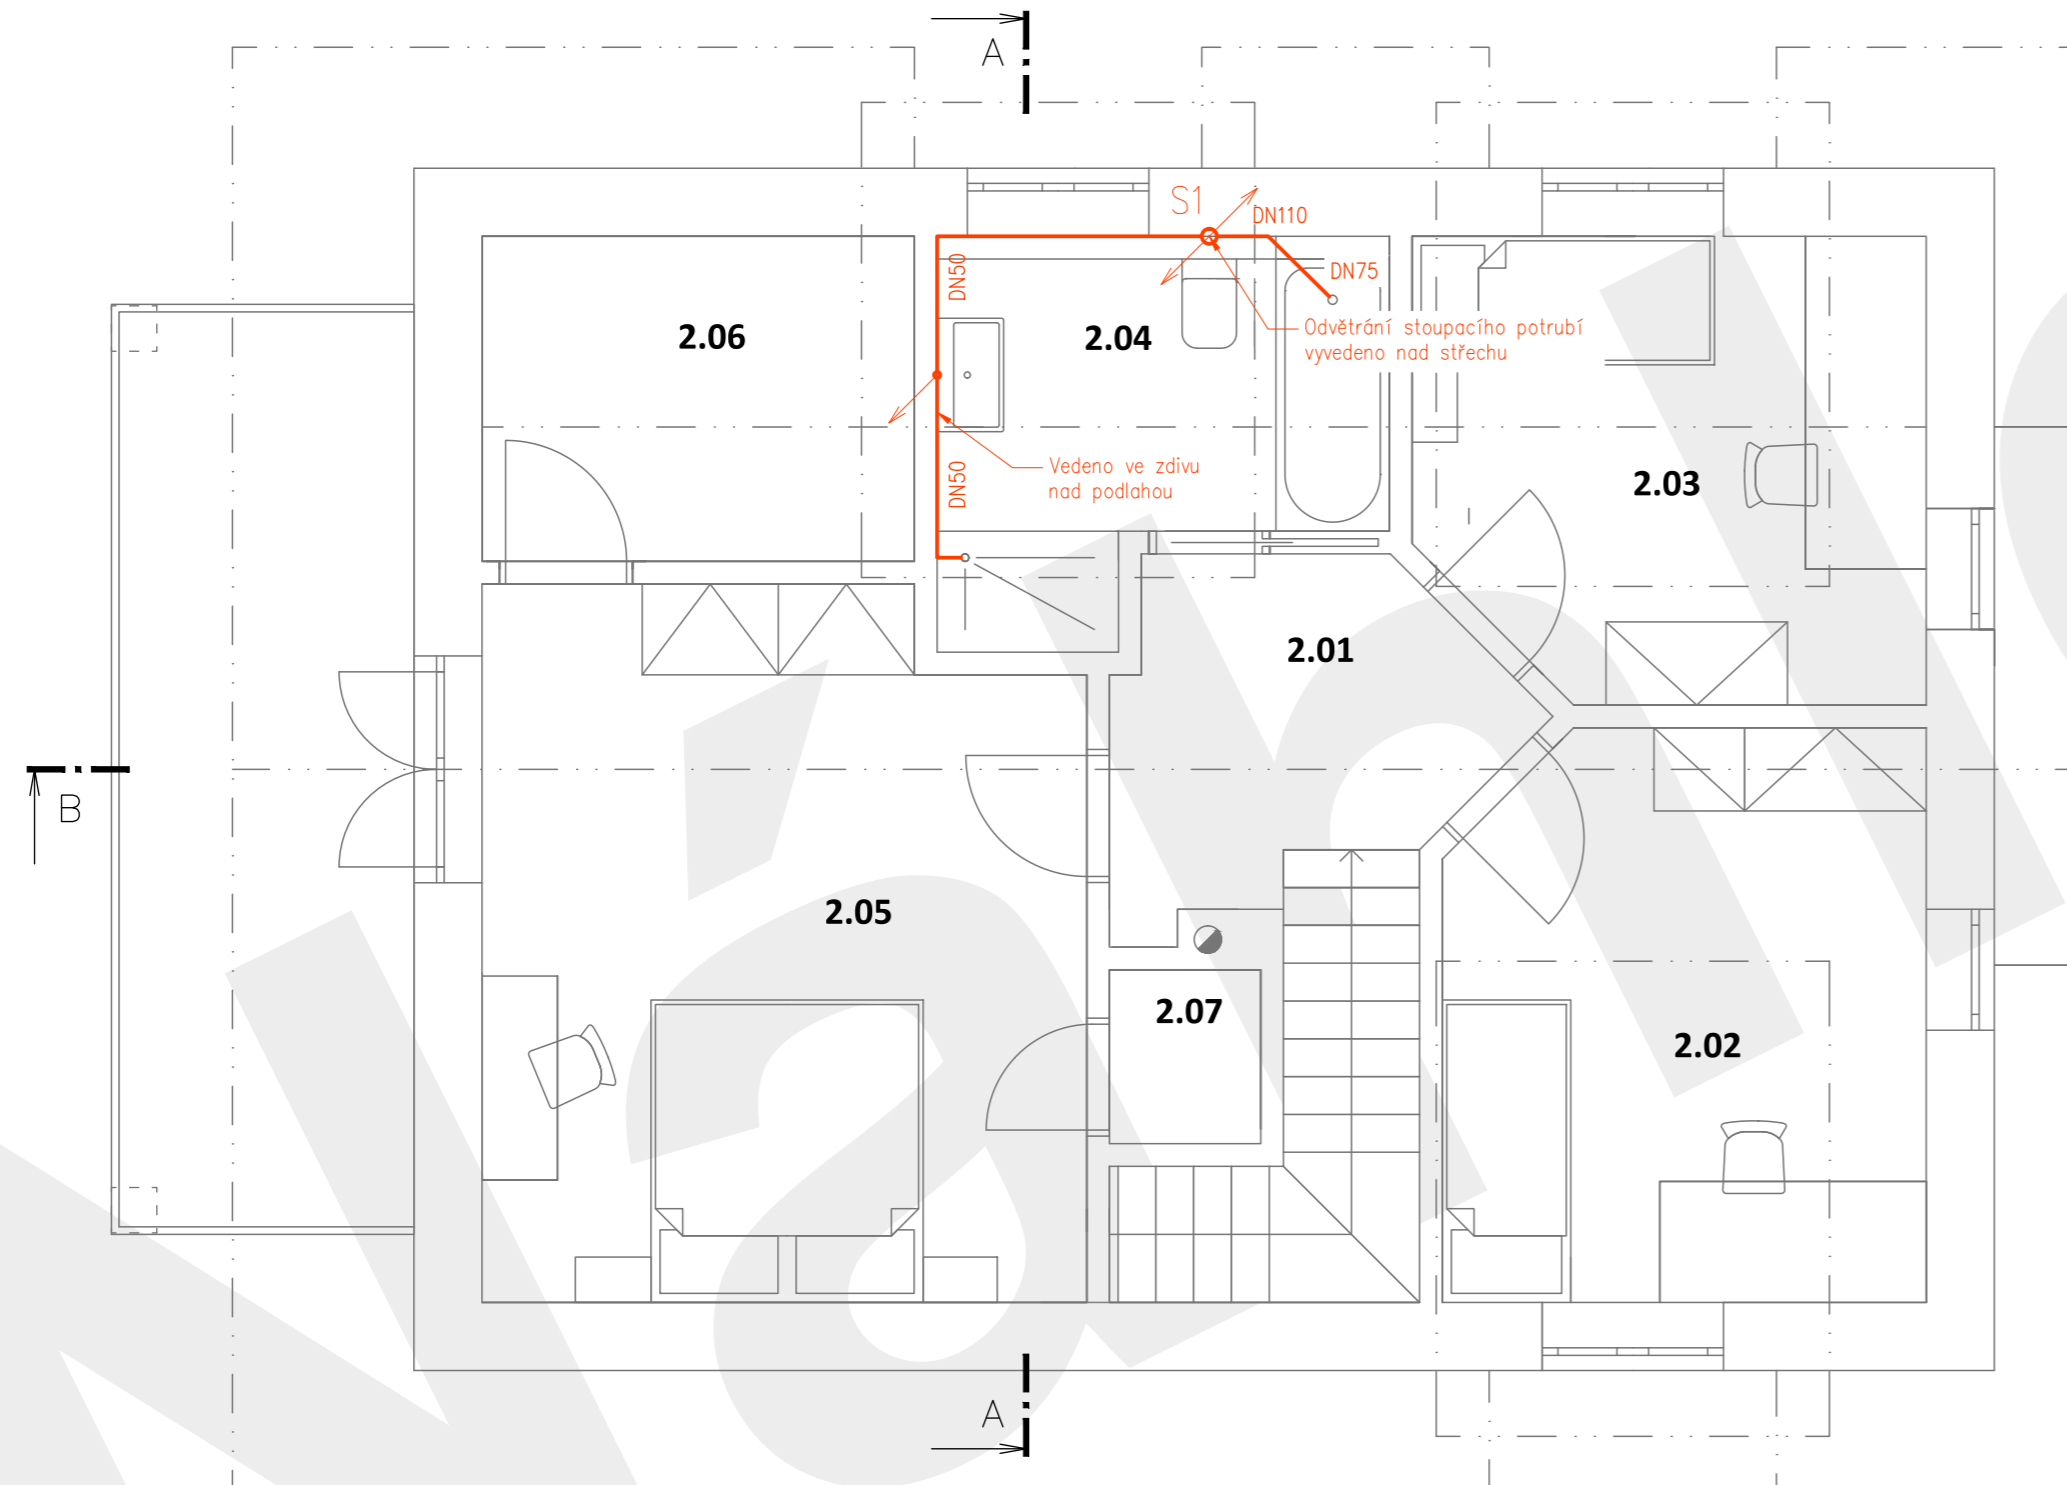 A
S1
DN110
DN50
DN75
2.06
2.04
Odvětrání stoupacího potrubí
vyvedeno nad střechu
Vedeno ve zdivu
nad podlahou
DN50
2.03
2.01
B
2.05
2.07
2.02
A